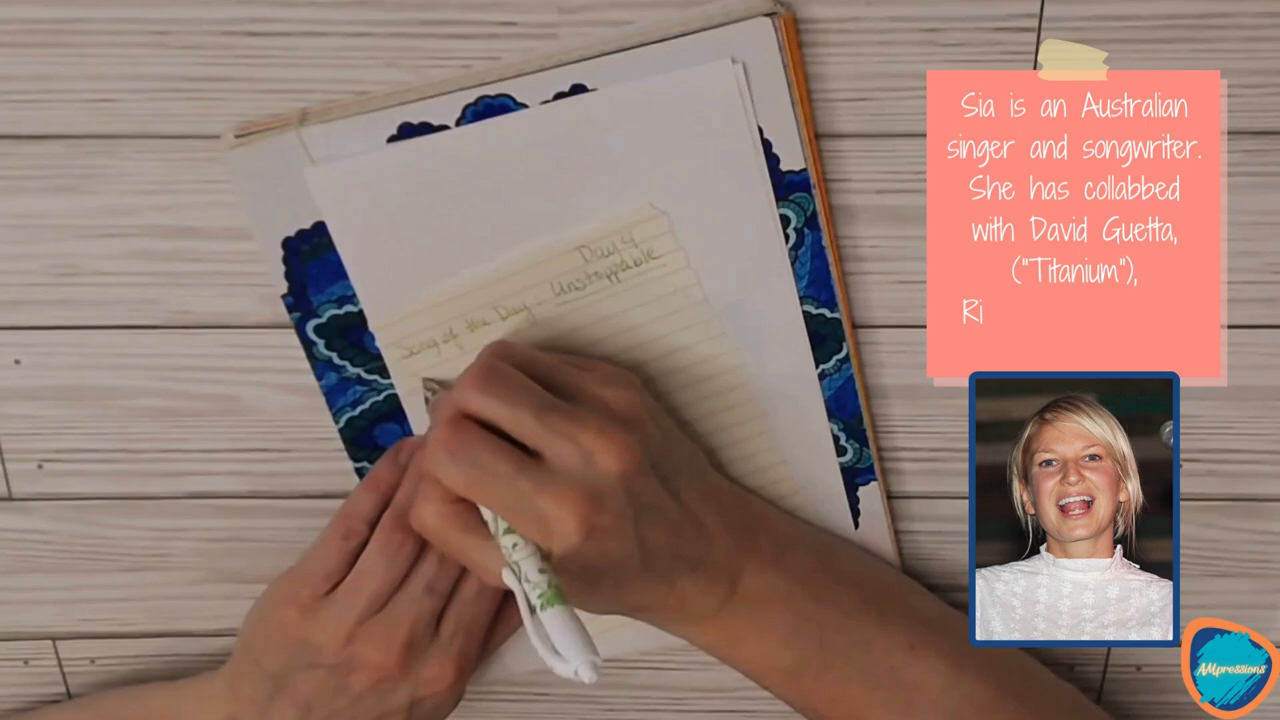 Day 4
Song of the Day - Unstoppable
Sia is an Australian
singer and songwriter.
She has collabbed
with David Guetta,
("Titanium"),
Ri
AMpressions